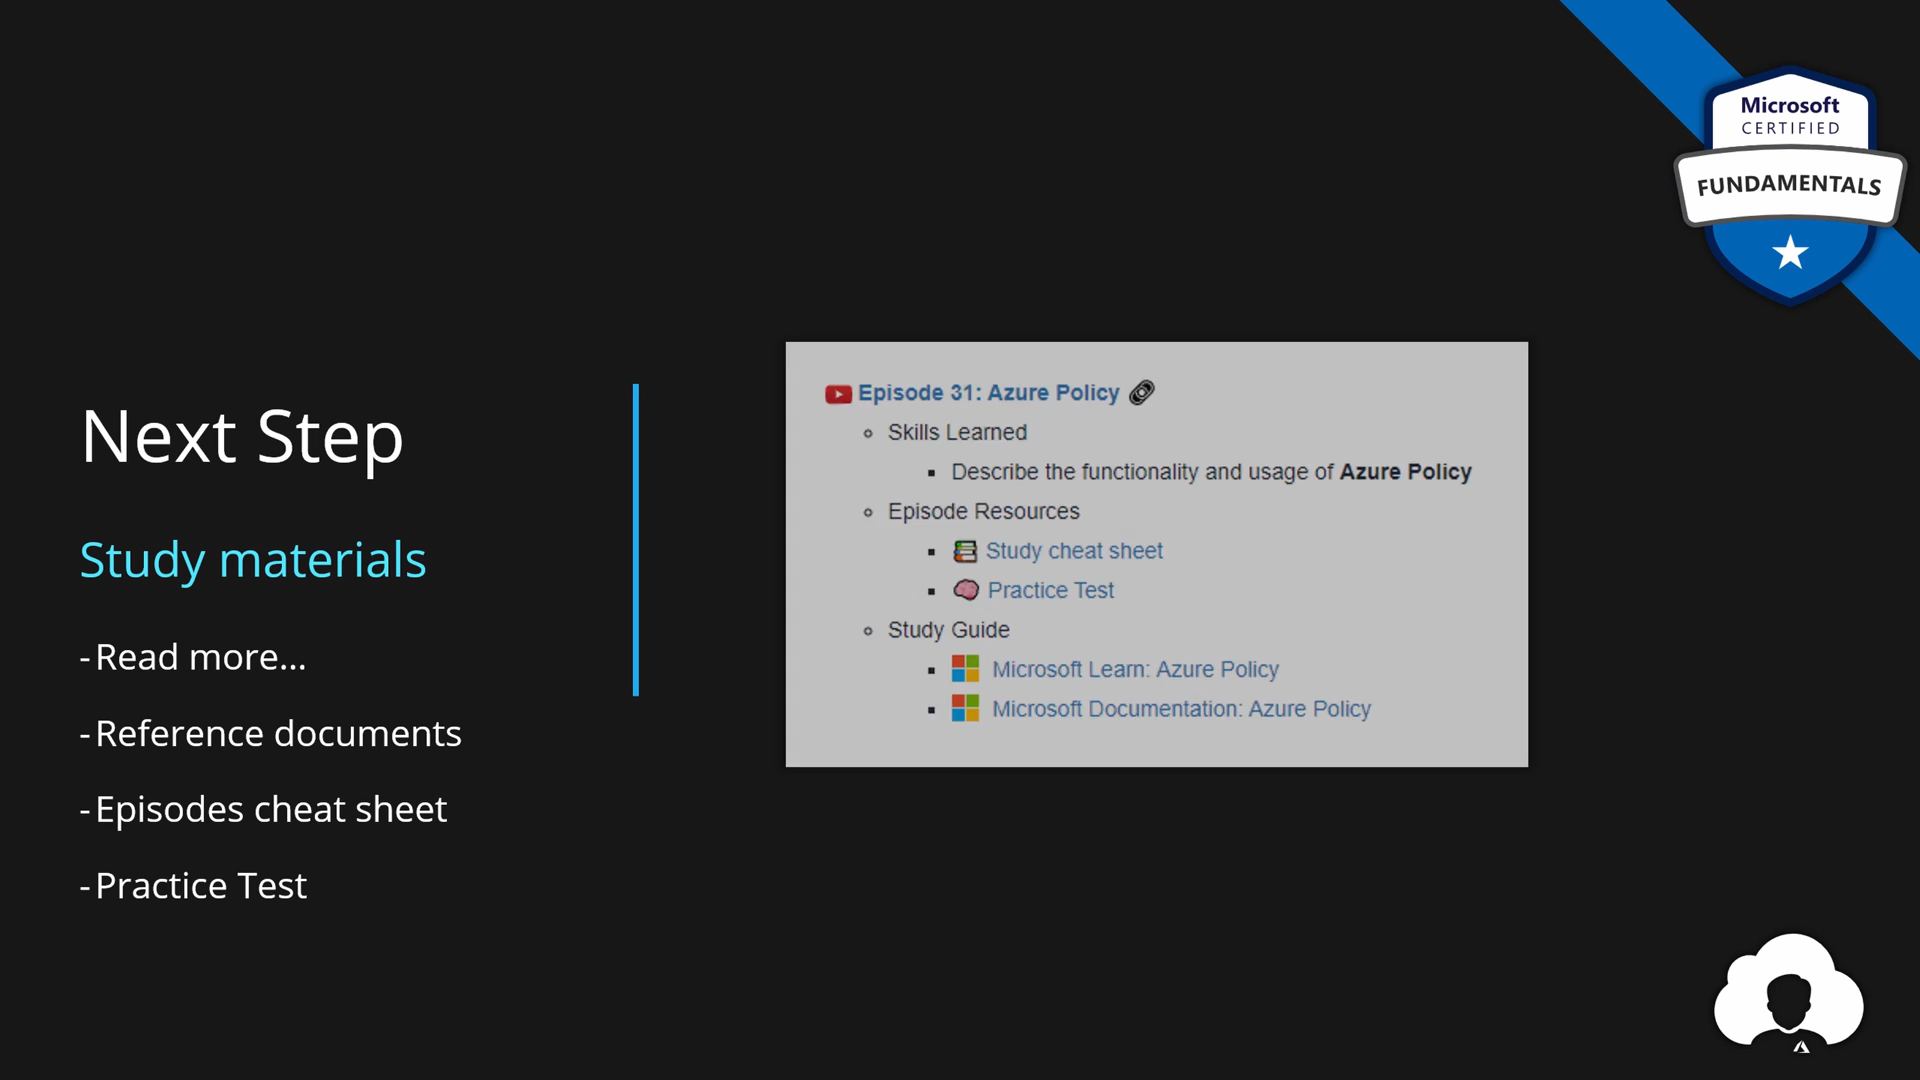 Microsoft
CERTIFIED
FUNDAMENTALS
Next Step
Study materials
- Read more...
- Reference documents
- Episodes cheat sheet
- Practice Test
Episode 31: Azure Policy
Skills Learned
Describe the functionality and usage of Azure Policy
Episode Resources
Study cheat sheet
Practice Test
Study Guide
Microsoft Learn: Azure Policy
Microsoft Documentation: Azure Policy